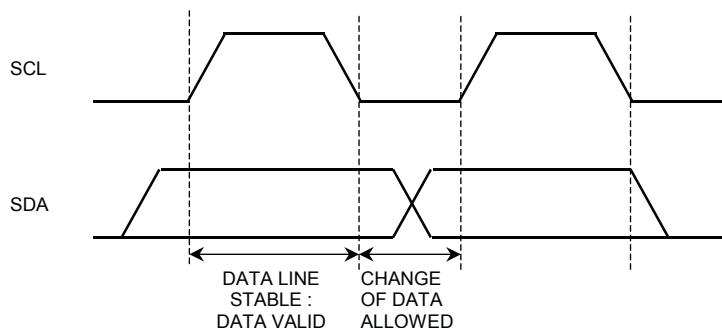 SCL
SDA
DATA LINE
STABLE :
DATA VALID
CHANGE
OF DATA
ALLOWED